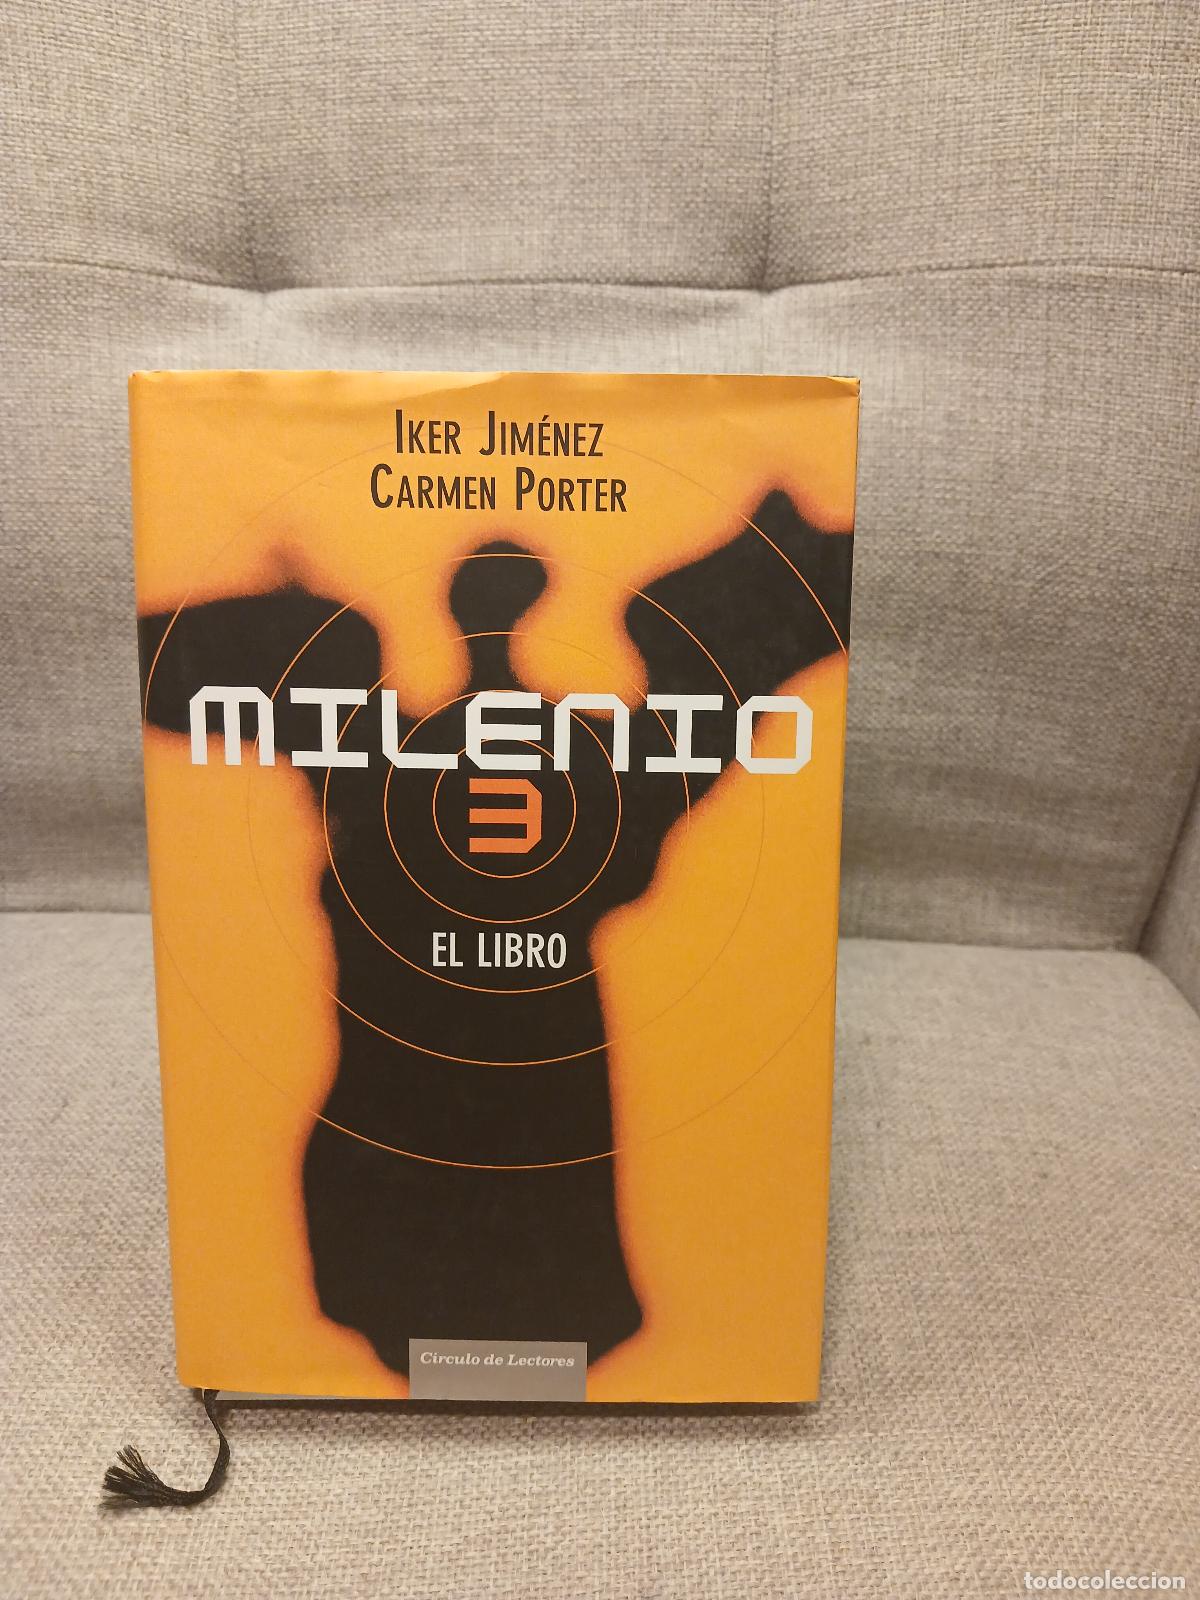 IKER JIMÉNEZ
CARMEN PORTER
MILENIO
3
EL LIBRO
Círculo de Lectores
todocoleccion